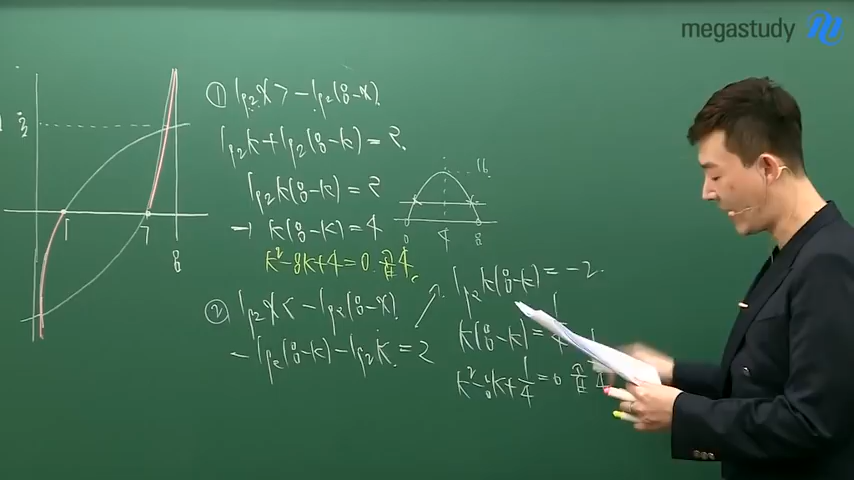 megastudy
① log₂x > -log₂(8-x)
log₂k + log₂(8-k) = 2.
log₂k(8-k) = 2
→ k(8-k) = 4
k²-8k+4=0 곱 4.
② log₂x < -log₂(8-x)
-log₂(8-k) - log₂k = 2
log₂k(8-k) = -2.
k(8-k) = 1/4
k²-8k+1/4=0 곱 1/4
16
0 4 8
2
1 7
8